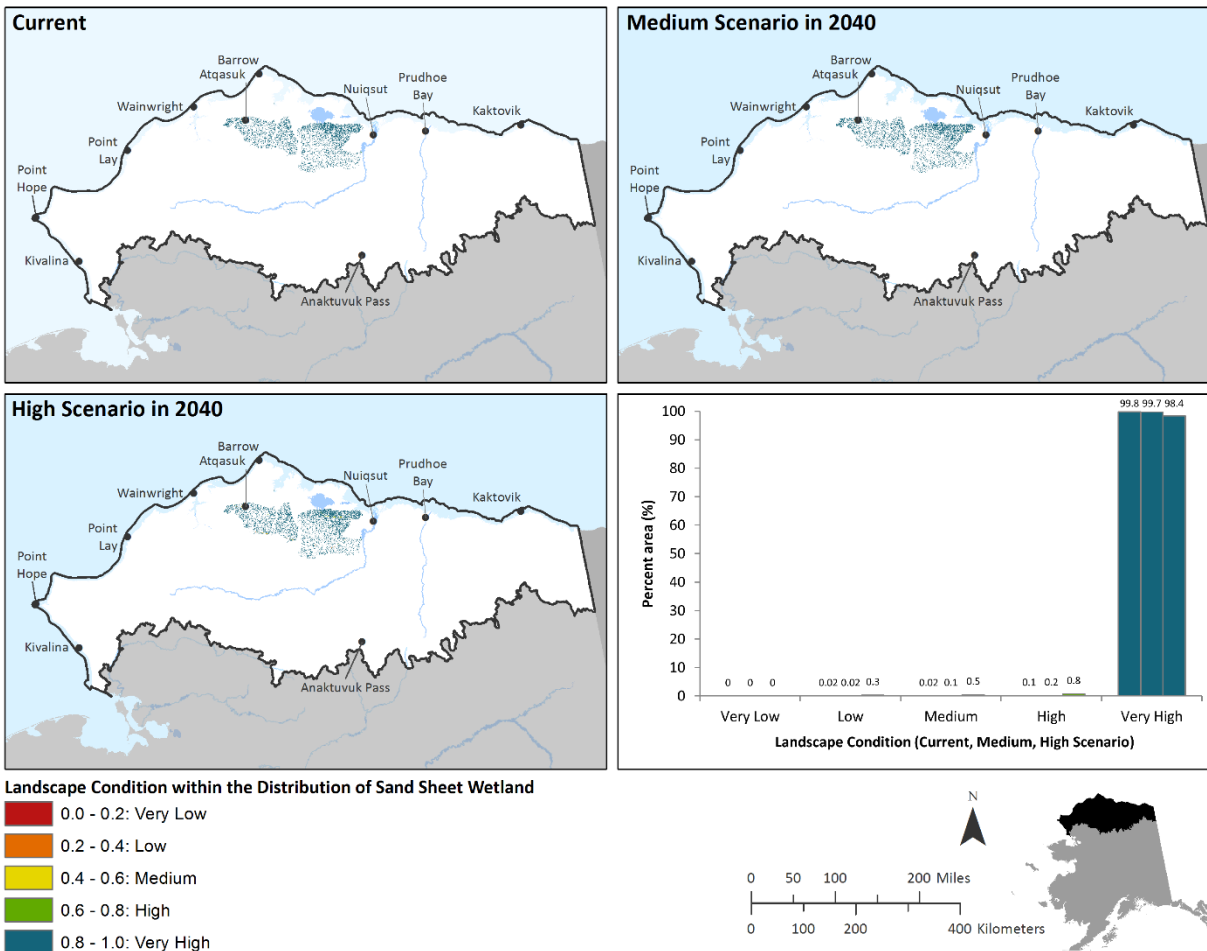 Current
Barrow
Atqasuk
Wainwright
Nuiqsut
Prudhoe
Bay
Kaktovik
Point
Lay
Point
Hope
Kivalina
Anaktuvuk Pass
Medium Scenario in 2040
Barrow
Atqasuk
Wainwright
Nuiqsut
Prudhoe
Bay
Kaktovik
Point
Lay
Point
Hope
Kivalina
Anaktuvuk Pass
High Scenario in 2040
Barrow
Atqasuk
Wainwright
Nuiqsut
Prudhoe
Bay
Kaktovik
Point
Lay
Point
Hope
Kivalina
Anaktuvuk Pass
Percent area (%)
100
90
80
70
60
50
40
30
20
10
0
99.8 99.7 98.4
0 0 0
0.02 0.02 0.3
0.02 0.1 0.5
0.1 0.2 0.8
Very Low Low Medium High Very High
Landscape Condition (Current, Medium, High Scenario)
Landscape Condition within the Distribution of Sand Sheet Wetland
0.0 - 0.2: Very Low
0.2 - 0.4: Low
0.4 - 0.6: Medium
0.6 - 0.8: High
0.8 - 1.0: Very High
N
0 50 100 200 Miles
0 100 200 400 Kilometers